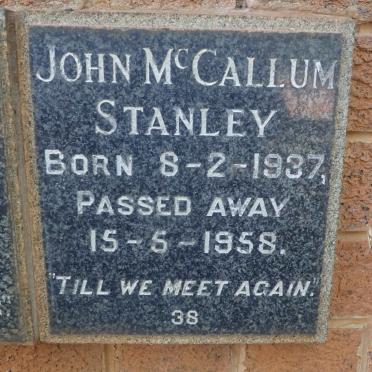 JOHN McCALLUM
STANLEY
BORN 8-2-1937,
PASSED AWAY
15-5-1958.
"TILL WE MEET AGAIN."
38